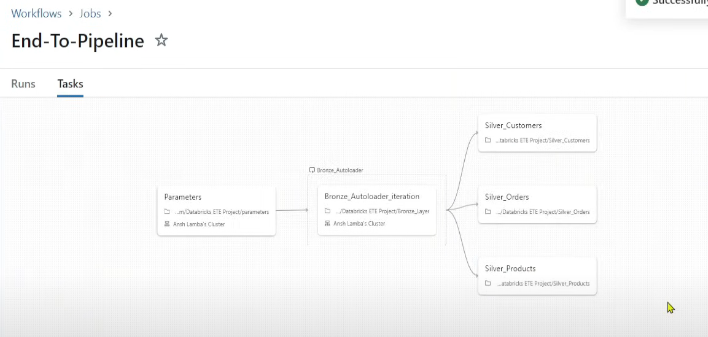 Workflows > Jobs >
Successfully
End-To-Pipeline
Runs Tasks
Silver_Customers
...tabricks ETE Project/Silver_Customers
Bronze_Autoloader
Parameters
...m/Databricks ETE Project/parameters
Ansh Lamba's Cluster
Bronze_Autoloader_iteration
.../Databricks ETE Project/Bronze_Layer
Ansh Lamba's Cluster
Silver_Orders
.../Databricks ETE Project/Silver_Orders
Silver_Products
...atabricks ETE Project/Silver_Products